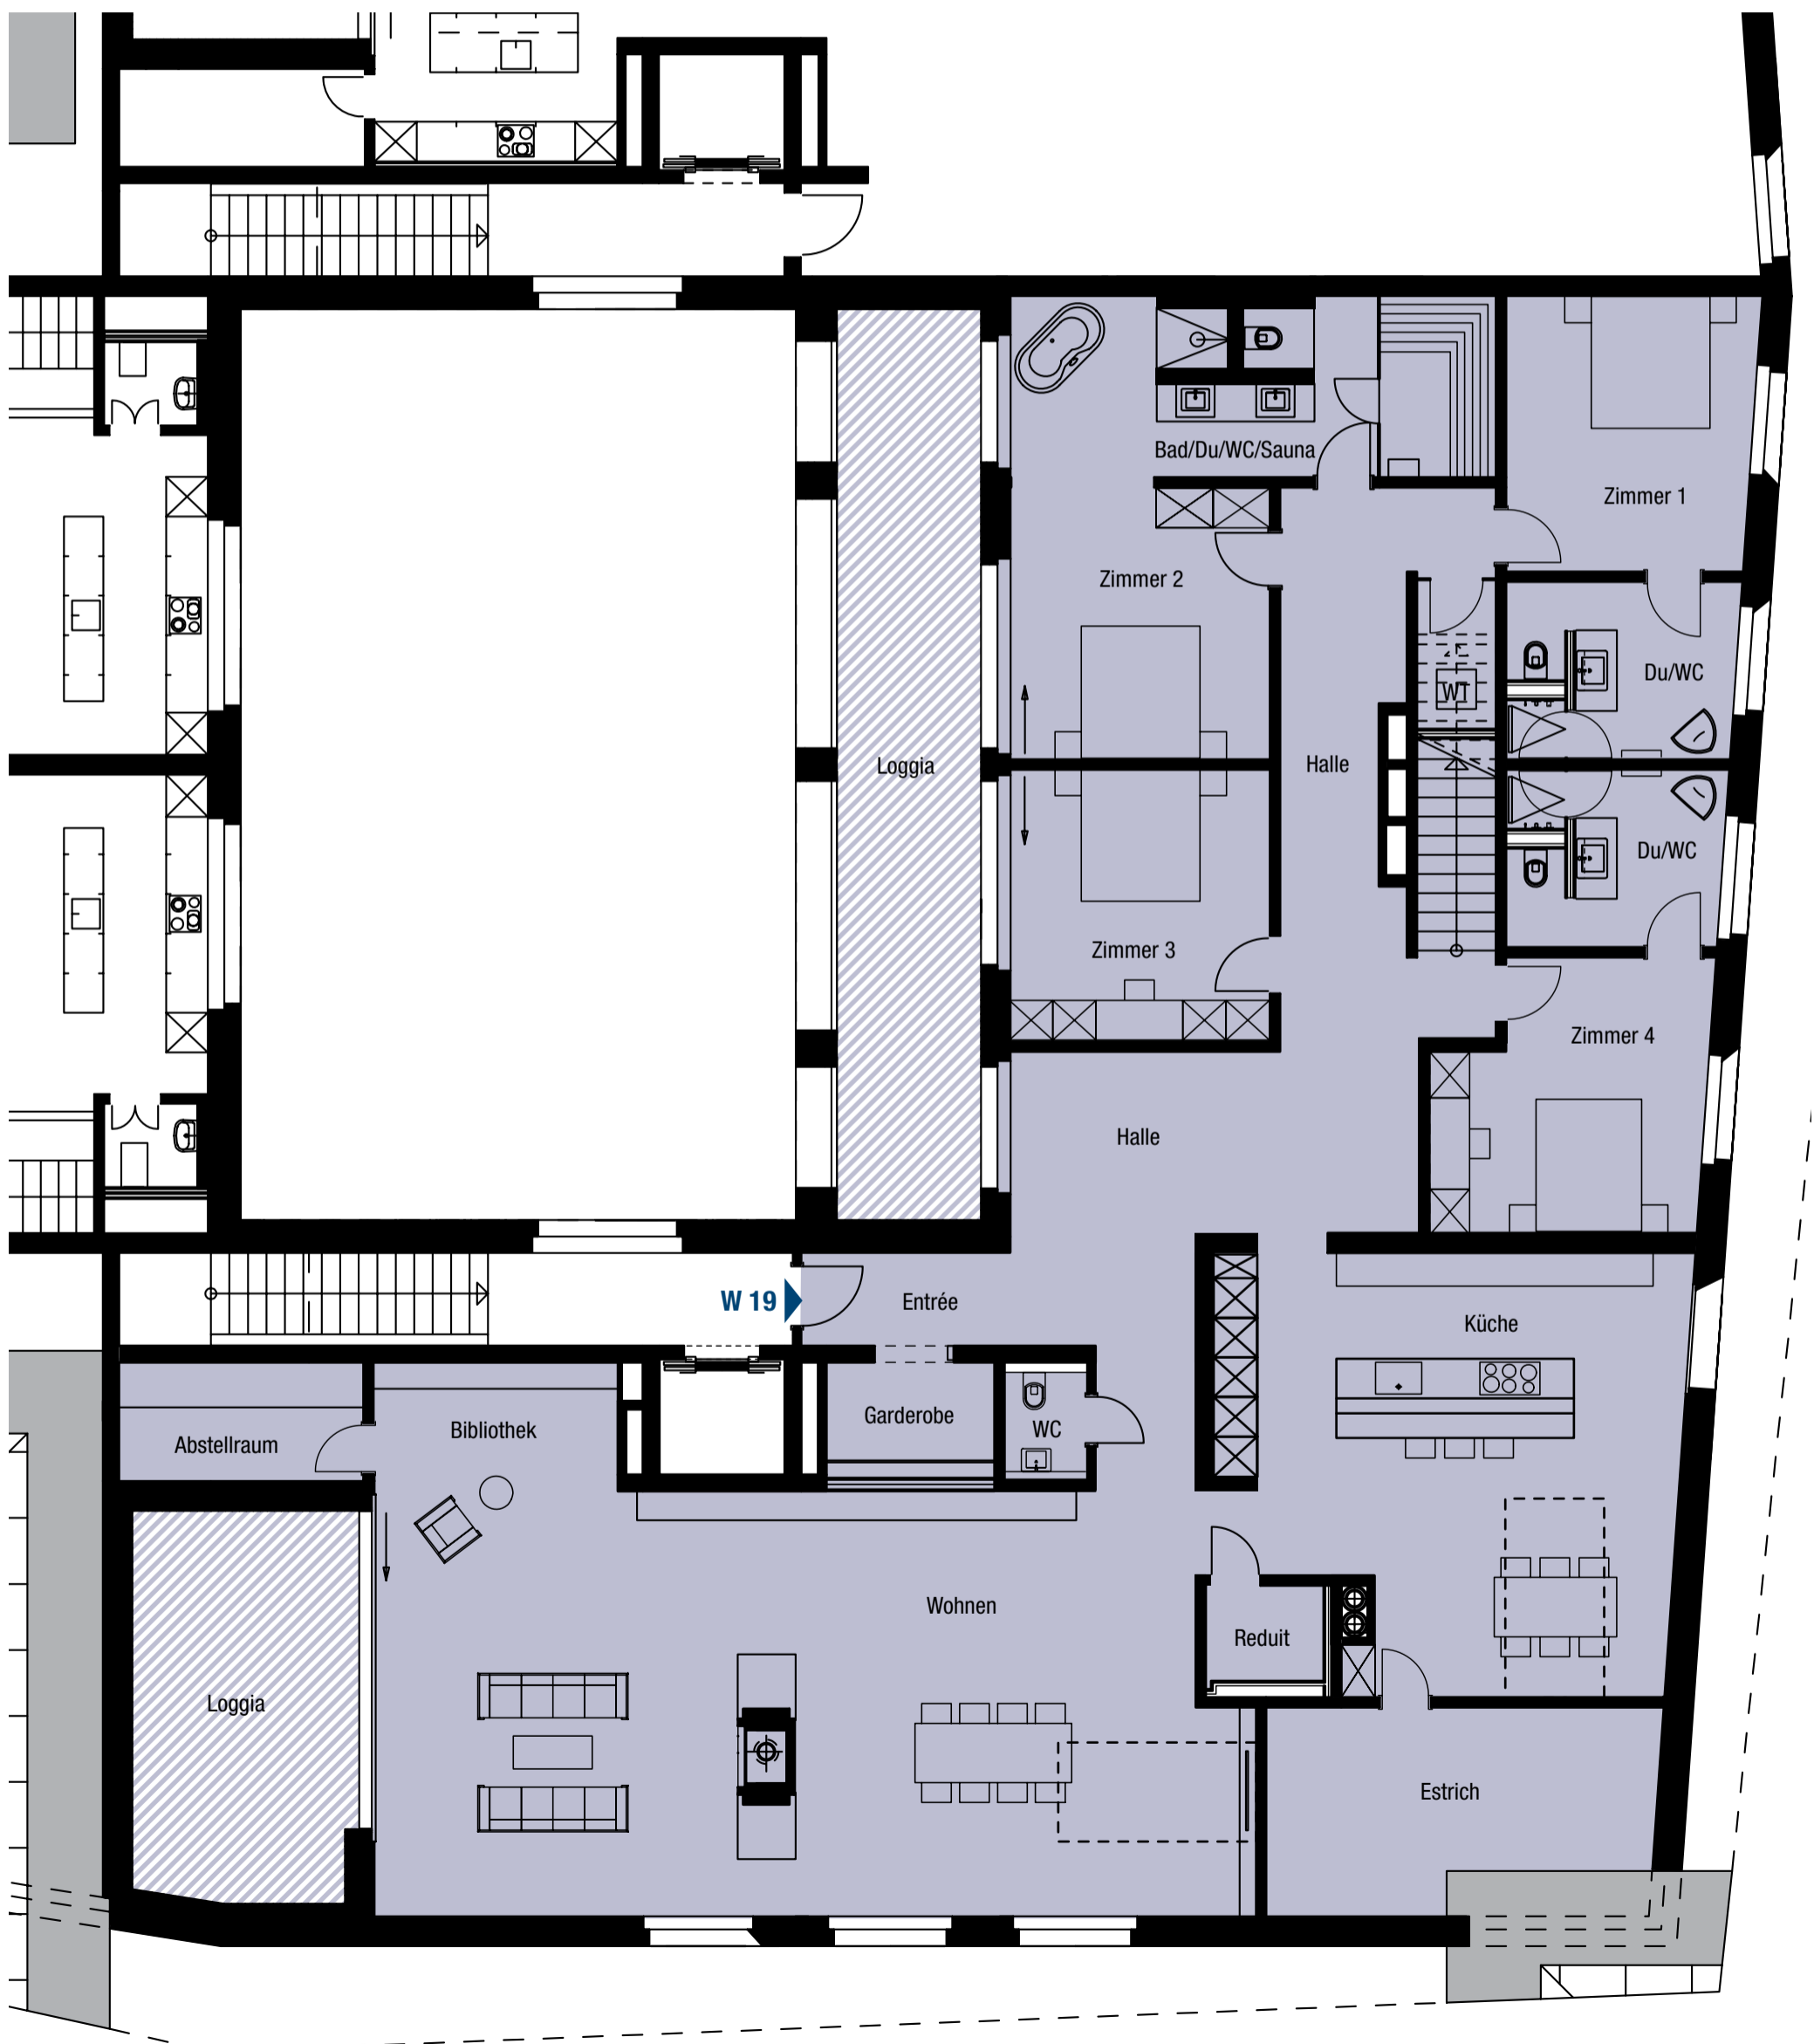 Bad/Du/WC/Sauna
Zimmer 1
Zimmer 2
Du/WC
WT
Loggia
Halle
Du/WC
Zimmer 3
Zimmer 4
Halle
W 19
Entrée
Küche
Garderobe
WC
Bibliothek
Abstellraum
Wohnen
Reduit
Loggia
Estrich